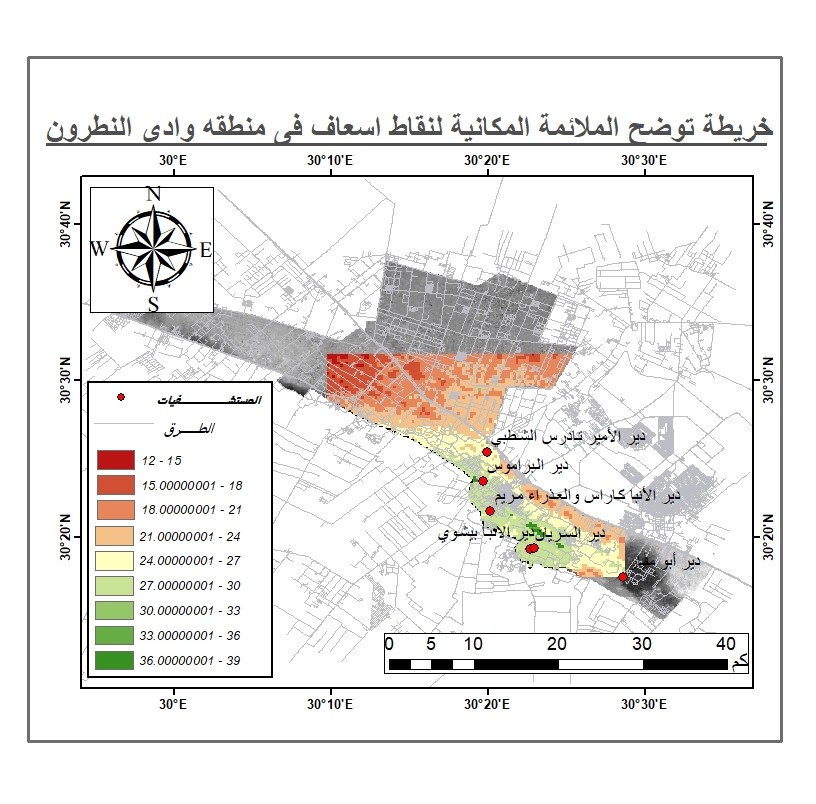 خريطة توضح الملائمة المكانية لنقاط اسعاف فى منطقه وادى النطرون
30°'E 30°10'E 30°20'E 30°30'E
30°40'N 30°40'N
N
W E
S
30°30'N 30°30'N
المستشفيات
الطرق
12 - 15
15.00000001 - 18
18.00000001 - 21
21.00000001 - 24
24.00000001 - 27
27.00000001 - 30
30.00000001 - 33
33.00000001 - 36
36.00000001 - 39
دير الأمير تادرس الشطبي
دير البراموس
دير الأنبا كاراس والعذراء مريم
دير السريان
دير الأنبا بيشوي
دير أبو مقار
30°20'N 30°20'N
0 5 10 20 30 40
كم
30°'E 30°10'E 30°20'E 30°30'E